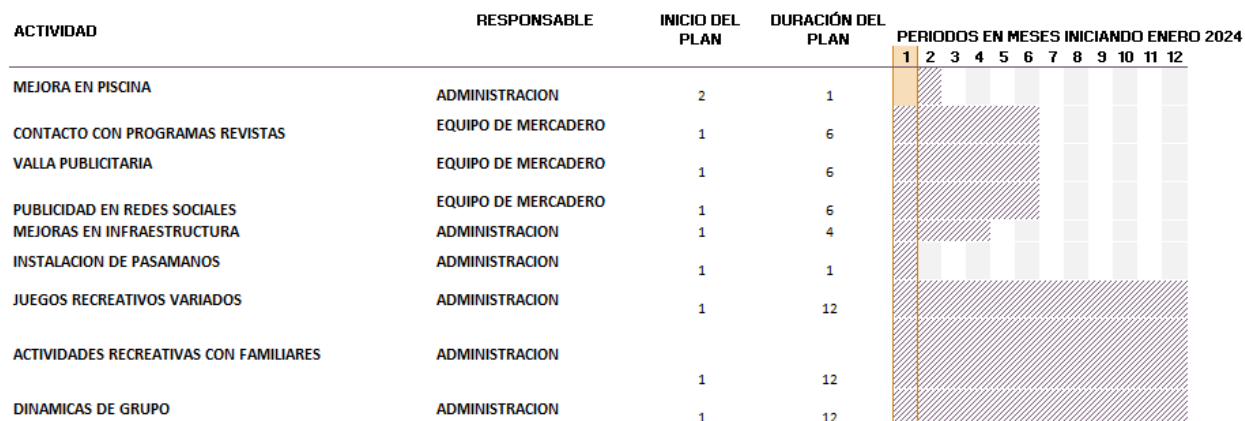 ACTIVIDAD RESPONSABLE INICIO DEL PLAN DURACIÓN DEL PLAN PERIODOS EN MESES INICIANDO ENERO 2024
1 2 3 4 5 6 7 8 9 10 11 12
MEJORA EN PISCINA ADMINISTRACION 2 1
CONTACTO CON PROGRAMAS REVISTAS EQUIPO DE MERCADERO 1 6
VALLA PUBLICITARIA EQUIPO DE MERCADERO 1 6
PUBLICIDAD EN REDES SOCIALES EQUIPO DE MERCADERO 1 6
MEJORAS EN INFRAESTRUCTURA ADMINISTRACION 1 4
INSTALACION DE PASAMANOS ADMINISTRACION 1 1
JUEGOS RECREATIVOS VARIADOS ADMINISTRACION 1 12
ACTIVIDADES RECREATIVAS CON FAMILIARES ADMINISTRACION 1 12
DINAMICAS DE GRUPO ADMINISTRACION 1 12